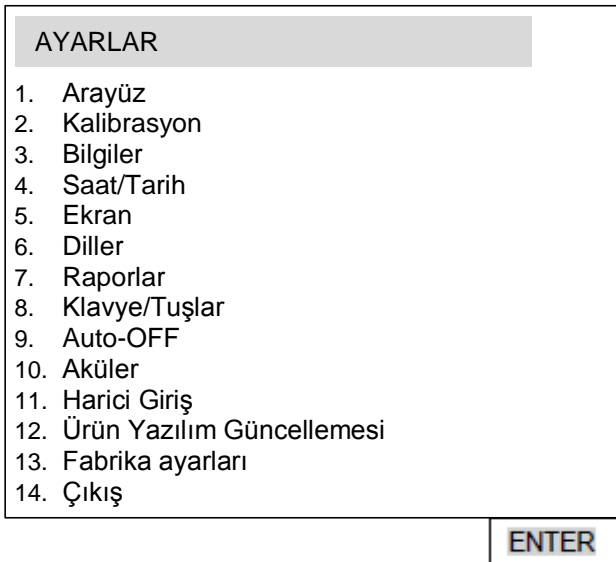 AYARLAR
1. Arayüz
2. Kalibrasyon
3. Bilgiler
4. Saat/Tarih
5. Ekran
6. Diller
7. Raporlar
8. Klavye/Tuşlar
9. Auto-OFF
10. Aküler
11. Harici Giriş
12. Ürün Yazılım Güncellemesi
13. Fabrika ayarları
14. Çıkış
ENTER